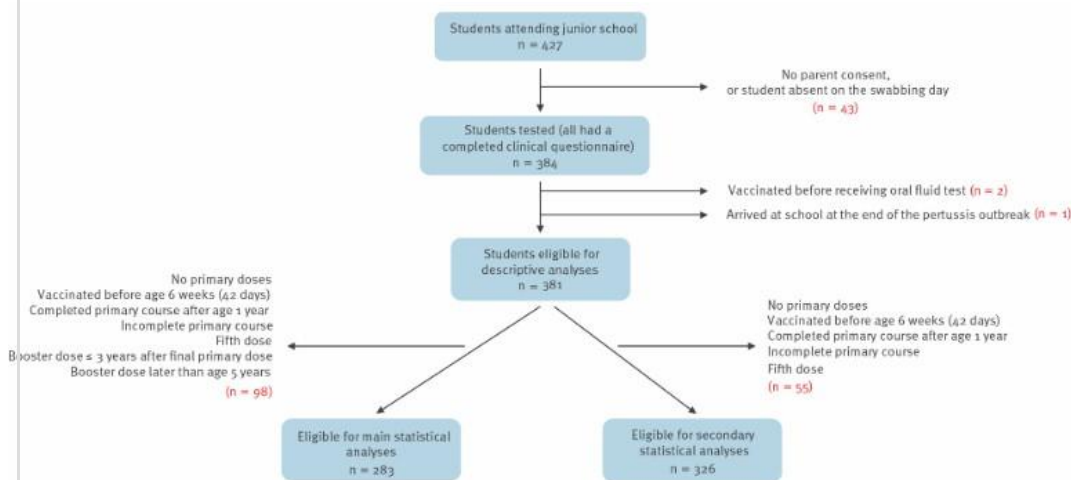 Students attending junior school
n = 427
No parent consent,
or student absent on the swabbing day
(n = 43)
Students tested (all had a
completed clinical questionnaire)
n = 384
Vaccinated before receiving oral fluid test (n = 2)
Arrived at school at the end of the pertussis outbreak (n = 1)
Students eligible for
descriptive analyses
n = 381
No primary doses
Vaccinated before age 6 weeks (42 days)
Completed primary course after age 1 year
Incomplete primary course
Fifth dose
Booster dose ≤ 3 years after final primary dose
Booster dose later than age 5 years
(n = 98)
No primary doses
Vaccinated before age 6 weeks (42 days)
Completed primary course after age 1 year
Incomplete primary course
Fifth dose
(n = 55)
Eligible for main statistical
analyses
n = 283
Eligible for secondary
statistical analyses
n = 326